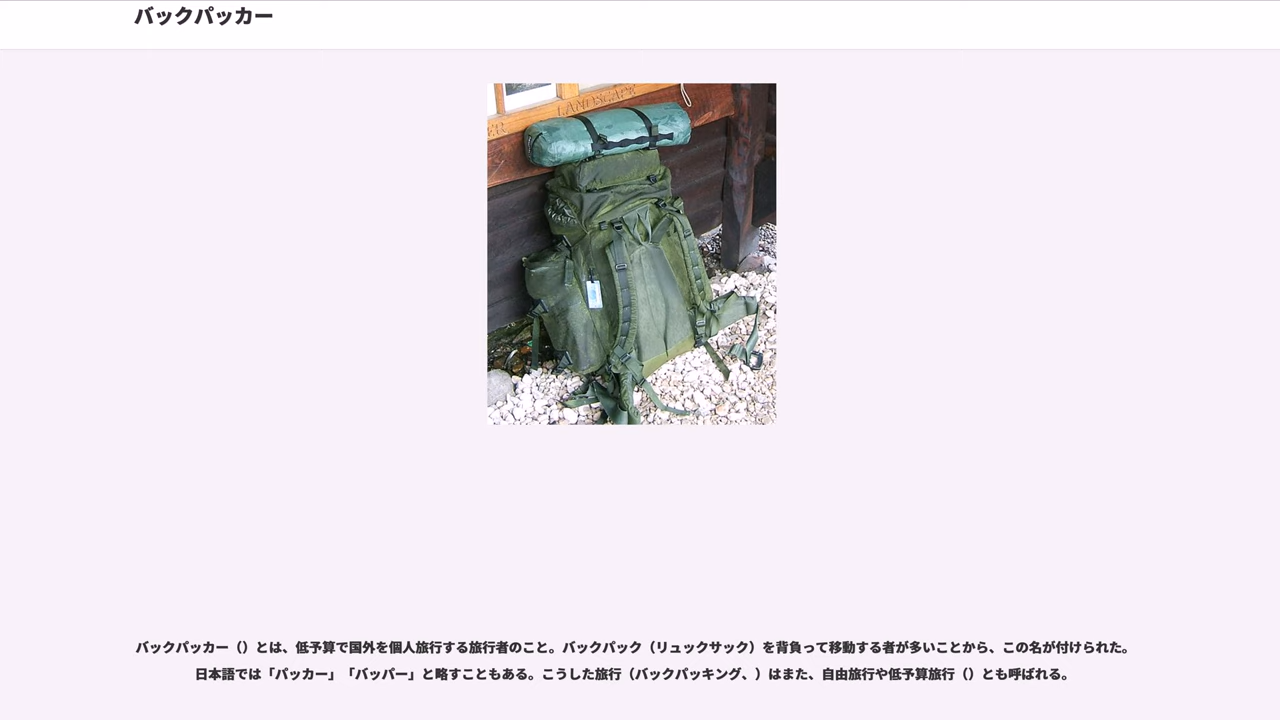 バックパッカー
LANDSCAPE
バックパッカー（）とは、低予算で国外を個人旅行する旅行者のこと。バックパック（リュックサック）を背負って移動する者が多いことから、この名が付けられた。
日本語では「パッカー」「バッパー」と略すこともある。こうした旅行（バックパッキング、）はまた、自由旅行や低予算旅行（）とも呼ばれる。